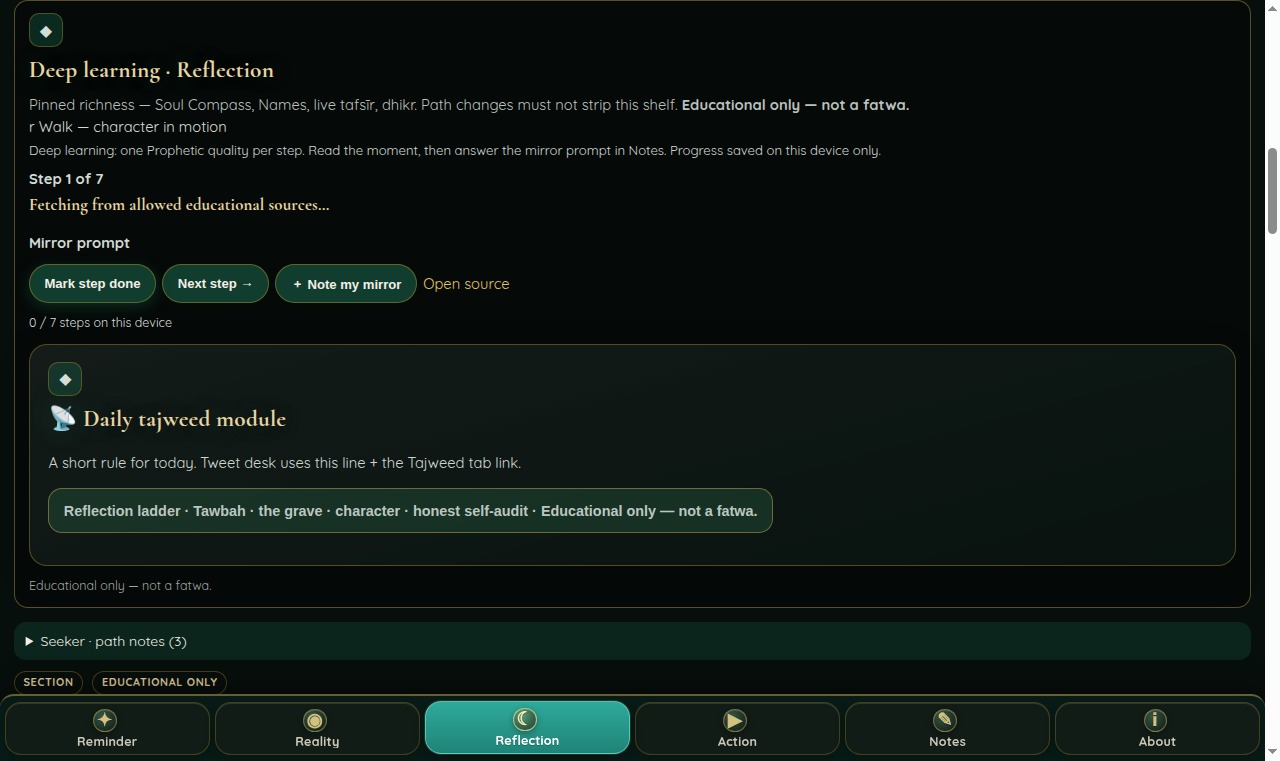 Deep learning · Reflection
Pinned richness — Soul Compass, Names, live tafsīr, dhikr. Path changes must not strip this shelf. Educational only — not a fatwa.
r Walk — character in motion
Deep learning: one Prophetic quality per step. Read the moment, then answer the mirror prompt in Notes. Progress saved on this device only.
Step 1 of 7
Fetching from allowed educational sources…
Mirror prompt
Mark step done
Next step →
+ Note my mirror
Open source
0 / 7 steps on this device
Daily tajweed module
A short rule for today. Tweet desk uses this line + the Tajweed tab link.
Reflection ladder · Tawbah · the grave · character · honest self-audit · Educational only — not a fatwa.
Educational only — not a fatwa.
Seeker · path notes (3)
SECTION
EDUCATIONAL ONLY
Reminder
Reality
Reflection
Action
Notes
About